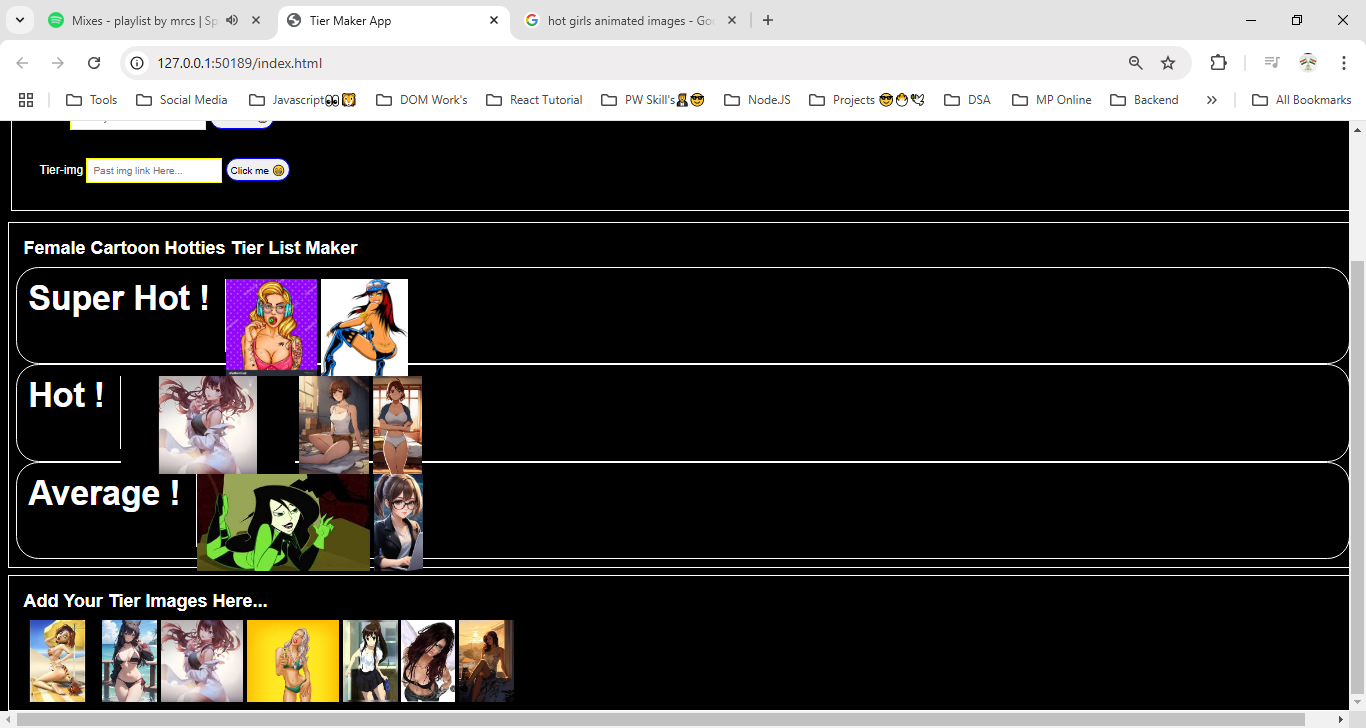 Mixes - playlist by mrcs | Sp
Tier Maker App
hot girls animated images - Goo
127.0.0.1:50189/index.html
Tools
Social Media
Javascript👀🦁
DOM Work's
React Tutorial
PW Skill's
Node.JS
Projects
DSA
MP Online
Backend
»
All Bookmarks
Tier-img
Past img link Here...
Click me
Female Cartoon Hotties Tier List Maker
Super Hot !
Hot !
Average !
Add Your Tier Images Here...